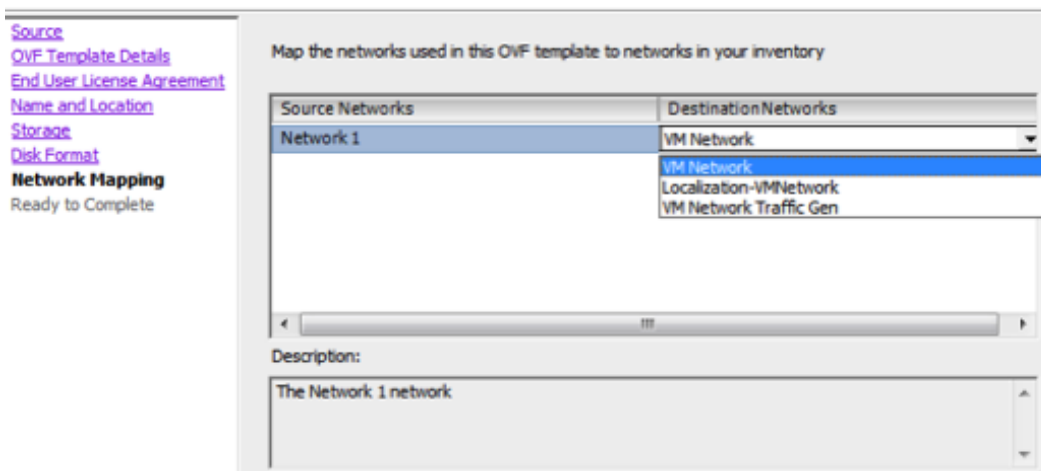 Source
OVF Template Details
End User License Agreement
Name and Location
Storage
Disk Format
Network Mapping
Ready to Complete
Map the networks used in this OVF template to networks in your inventory
Source Networks DestinationNetworks
Network 1 VM Network
VM Network
Localization-VMNetwork
VM Network Traffic Gen
Description:
The Network 1 network